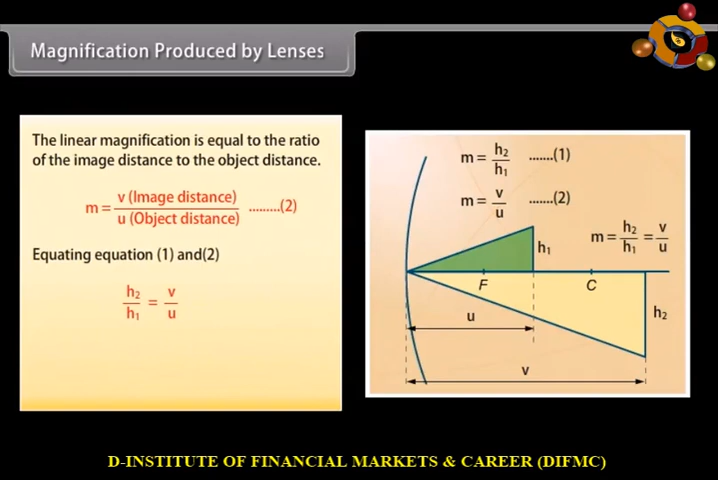 Magnification Produced by Lenses
The linear magnification is equal to the ratio
of the image distance to the object distance.
m = v (Image distance) / u (Object distance) .........(2)
Equating equation (1) and(2)
h₂/h₁ = v/u
m = h₂/h₁ .......(1)
m = v/u .......(2)
m = h₂/h₁ = v/u
h₁
F
C
h₂
u
v
D-INSTITUTE OF FINANCIAL MARKETS & CAREER (DIFMC)